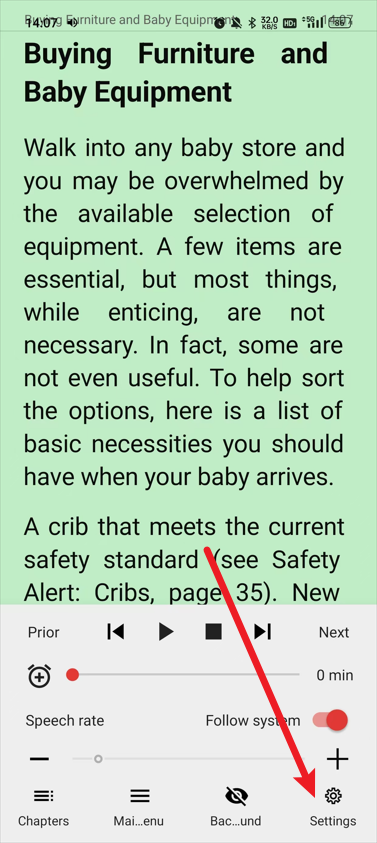 Buying Furniture and Baby Equipment
14:07
14:07
32.0
KB/S
HD
5G
86
Buying Furniture and
Baby Equipment
Walk into any baby store and
you may be overwhelmed by
the available selection of
equipment. A few items are
essential, but most things,
while enticing, are not
necessary. In fact, some are
not even useful. To help sort
the options, here is a list of
basic necessities you should
have when your baby arrives.
A crib that meets the current
safety standard (see Safety
Alert: Cribs, page 35). New
Prior
Next
0 min
Speech rate
Follow system
Chapters
Mai...enu
Bac...und
Settings